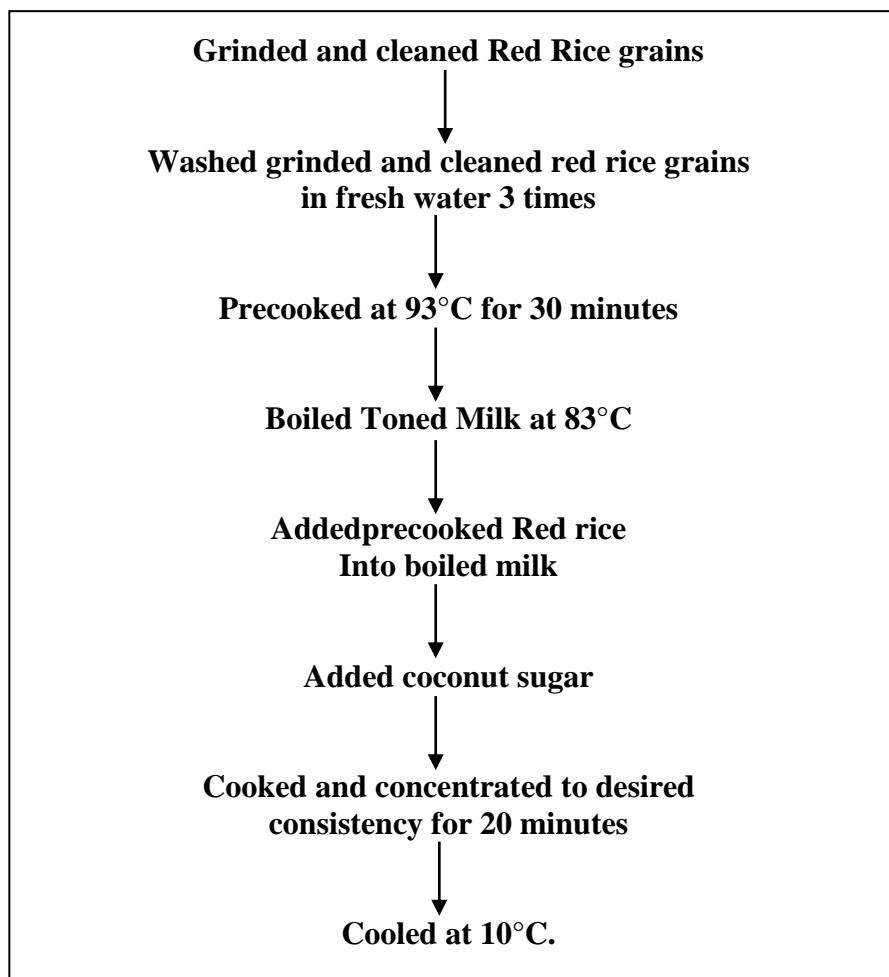 Grinded and cleaned Red Rice grains
Washed grinded and cleaned red rice grains
in fresh water 3 times
Precooked at 93°C for 30 minutes
Boiled Toned Milk at 83°C
Addedprecooked Red rice
Into boiled milk
Added coconut sugar
Cooked and concentrated to desired
consistency for 20 minutes
Cooled at 10°C.